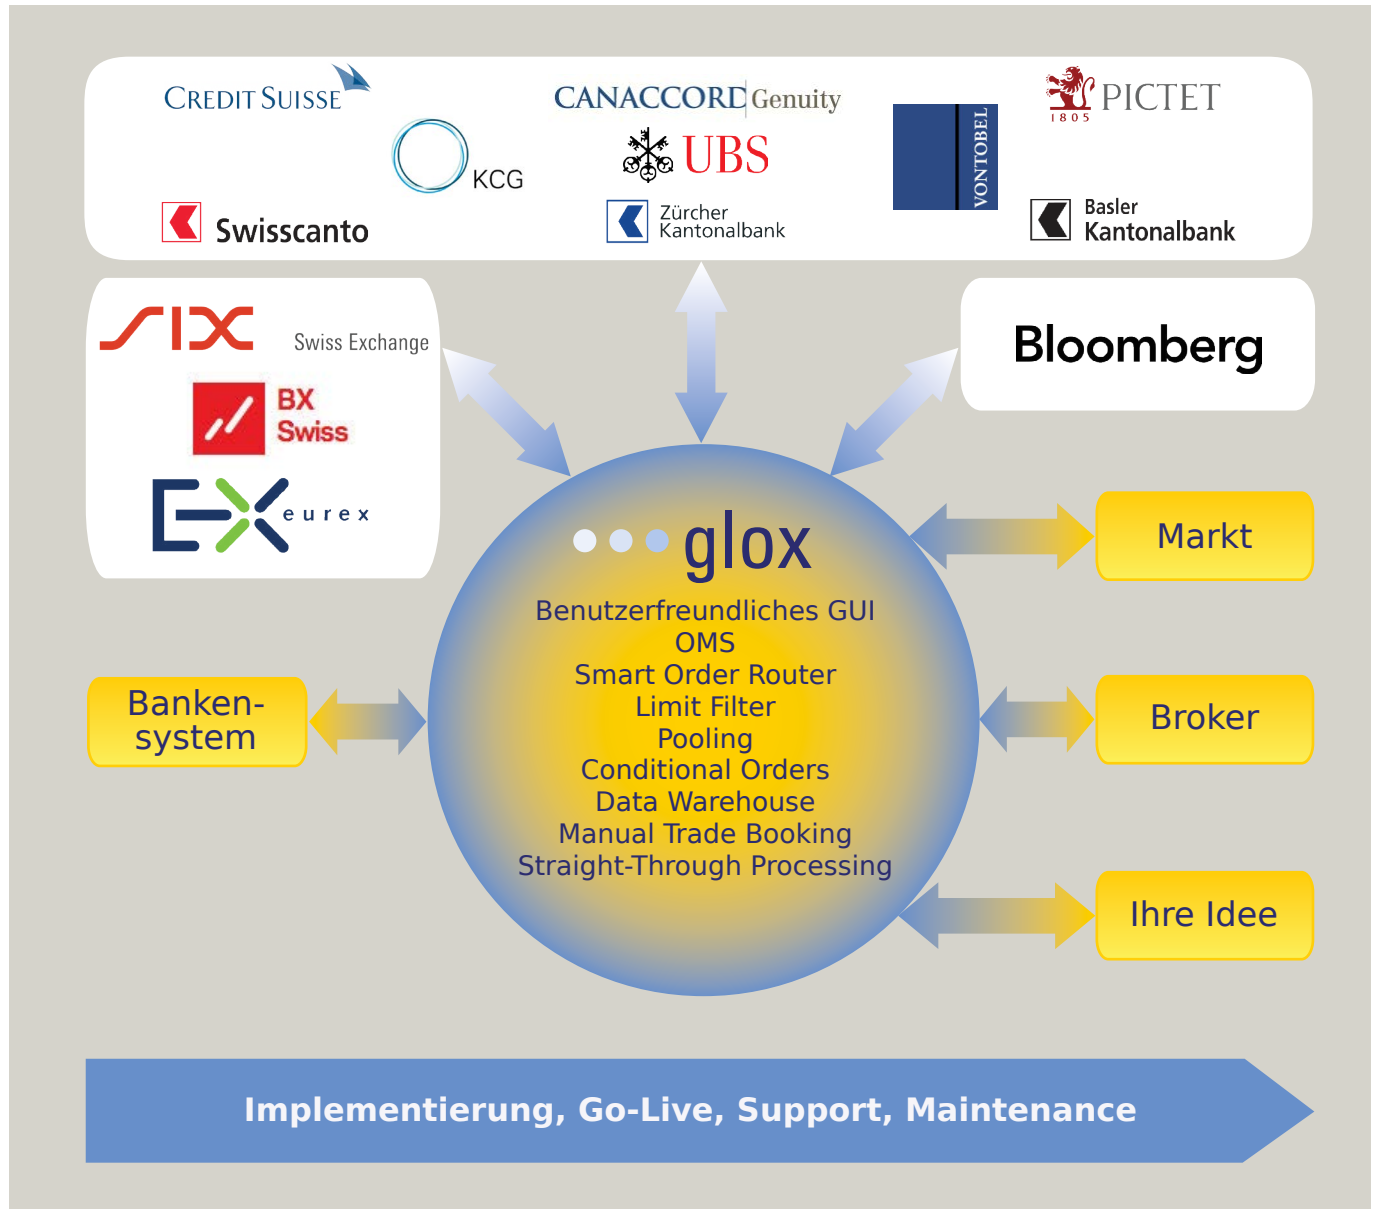 CREDIT SUISSE
CANACCORD Genuity
PICTET
1805
KCG
UBS
VONTOBEL
Swisscanto
Zürcher
Kantonalbank
Basler
Kantonalbank
SIX
Swiss Exchange
BX
Swiss
EX
eurex
Bloomberg
glox
Benutzerfreundliches GUI
OMS
Smart Order Router
Limit Filter
Pooling
Conditional Orders
Data Warehouse
Manual Trade Booking
Straight-Through Processing
Banken-
system
Markt
Broker
Ihre Idee
Implementierung, Go-Live, Support, Maintenance